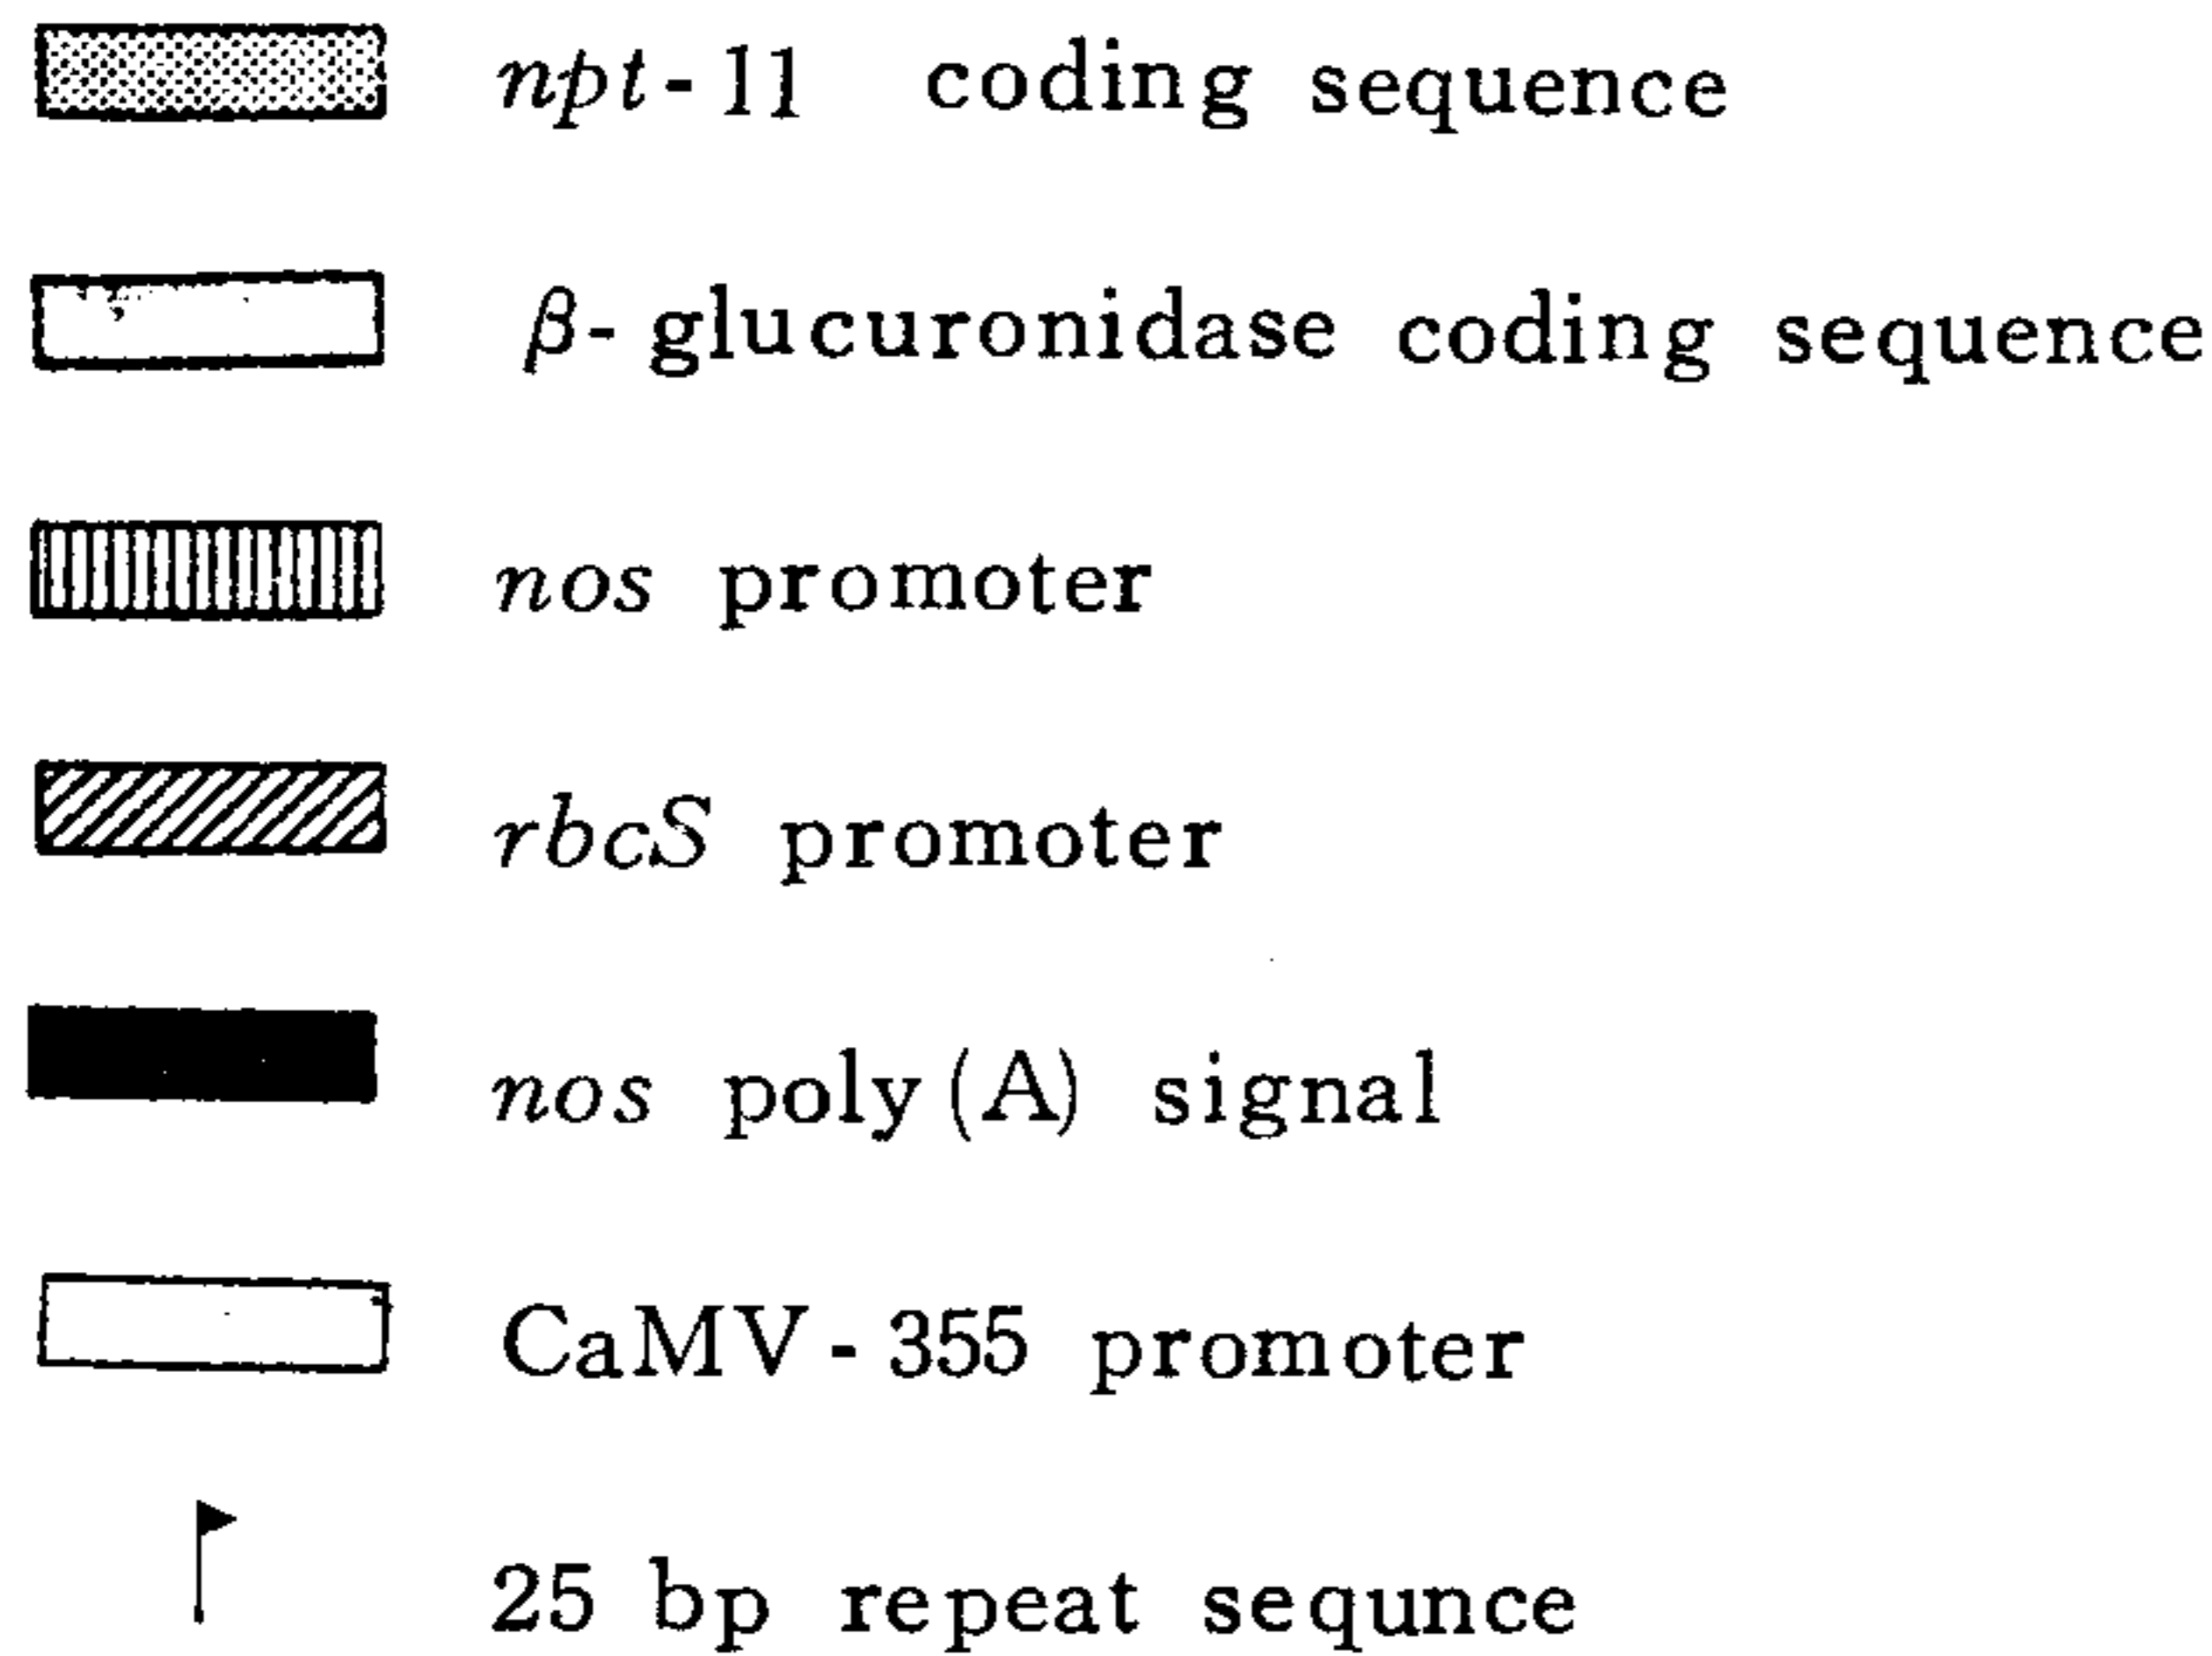 npt-11 coding sequence
β-glucuronidase coding sequence
nos promoter
rbcS promoter
nos poly(A) signal
CaMV-355 promoter
25 bp repeat sequnce